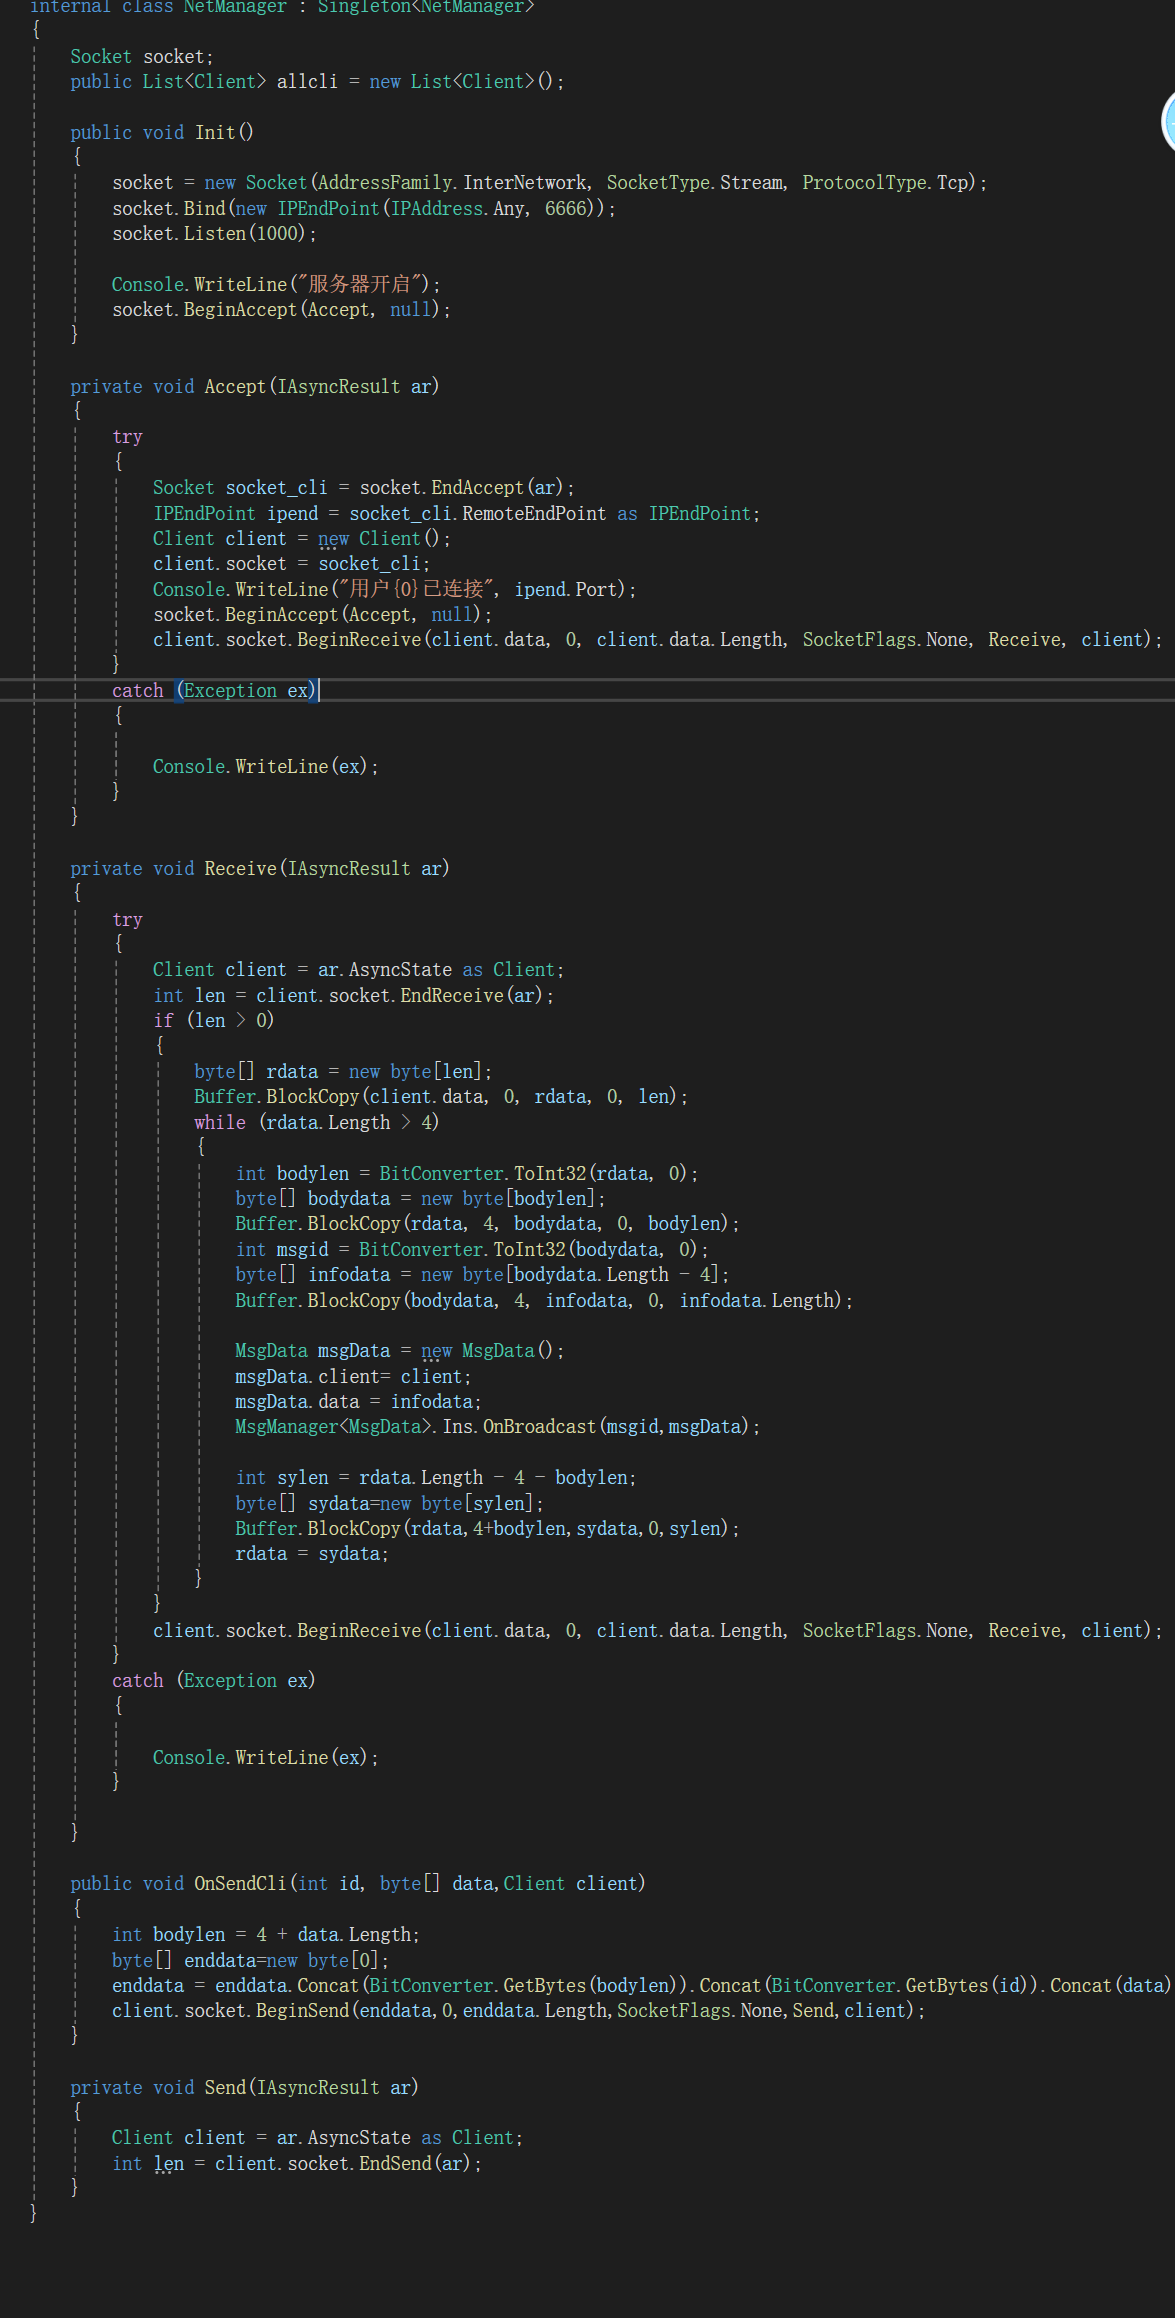 internal class NetManager : Singleton<NetManager>
{
Socket socket;
public List<Client> allcli = new List<Client>();
public void Init()
{
socket = new Socket(AddressFamily.InterNetwork, SocketType.Stream, ProtocolType.Tcp);
socket.Bind(new IPEndPoint(IPAddress.Any, 6666));
socket.Listen(1000);
Console.WriteLine("服务器开启");
socket.BeginAccept(Accept, null);
}
private void Accept(IAsyncResult ar)
{
try
{
Socket socket_cli = socket.EndAccept(ar);
IPEndPoint ipend = socket_cli.RemoteEndPoint as IPEndPoint;
Client client = new Client();
client.socket = socket_cli;
Console.WriteLine("用户{0}已连接", ipend.Port);
socket.BeginAccept(Accept, null);
client.socket.BeginReceive(client.data, 0, client.data.Length, SocketFlags.None, Receive, client);
}
catch (Exception ex)
{
Console.WriteLine(ex);
}
}
private void Receive(IAsyncResult ar)
{
try
{
Client client = ar.AsyncState as Client;
int len = client.socket.EndReceive(ar);
if (len > 0)
{
byte[] rdata = new byte[len];
Buffer.BlockCopy(client.data, 0, rdata, 0, len);
while (rdata.Length > 4)
{
int bodylen = BitConverter.ToInt32(rdata, 0);
byte[] bodydata = new byte[bodylen];
Buffer.BlockCopy(rdata, 4, bodydata, 0, bodylen);
int msgid = BitConverter.ToInt32(bodydata, 0);
byte[] infodata = new byte[bodydata.Length - 4];
Buffer.BlockCopy(bodydata, 4, infodata, 0, infodata.Length);
MsgData msgData = new MsgData();
msgData.client= client;
msgData.data = infodata;
MsgManager<MsgData>.Ins.OnBroadcast(msgid,msgData);
int sylen = rdata.Length - 4 - bodylen;
byte[] sydata=new byte[sylen];
Buffer.BlockCopy(rdata,4+bodylen,sydata,0,sylen);
rdata = sydata;
}
}
client.socket.BeginReceive(client.data, 0, client.data.Length, SocketFlags.None, Receive, client);
}
catch (Exception ex)
{
Console.WriteLine(ex);
}
}
public void OnSendCli(int id, byte[] data,Client client)
{
int bodylen = 4 + data.Length;
byte[] enddata=new byte[0];
enddata = enddata.Concat(BitConverter.GetBytes(bodylen)).Concat(BitConverter.GetBytes(id)).Concat(data)
client.socket.BeginSend(enddata,0,enddata.Length,SocketFlags.None,Send,client);
}
private void Send(IAsyncResult ar)
{
Client client = ar.AsyncState as Client;
int len = client.socket.EndSend(ar);
}
}